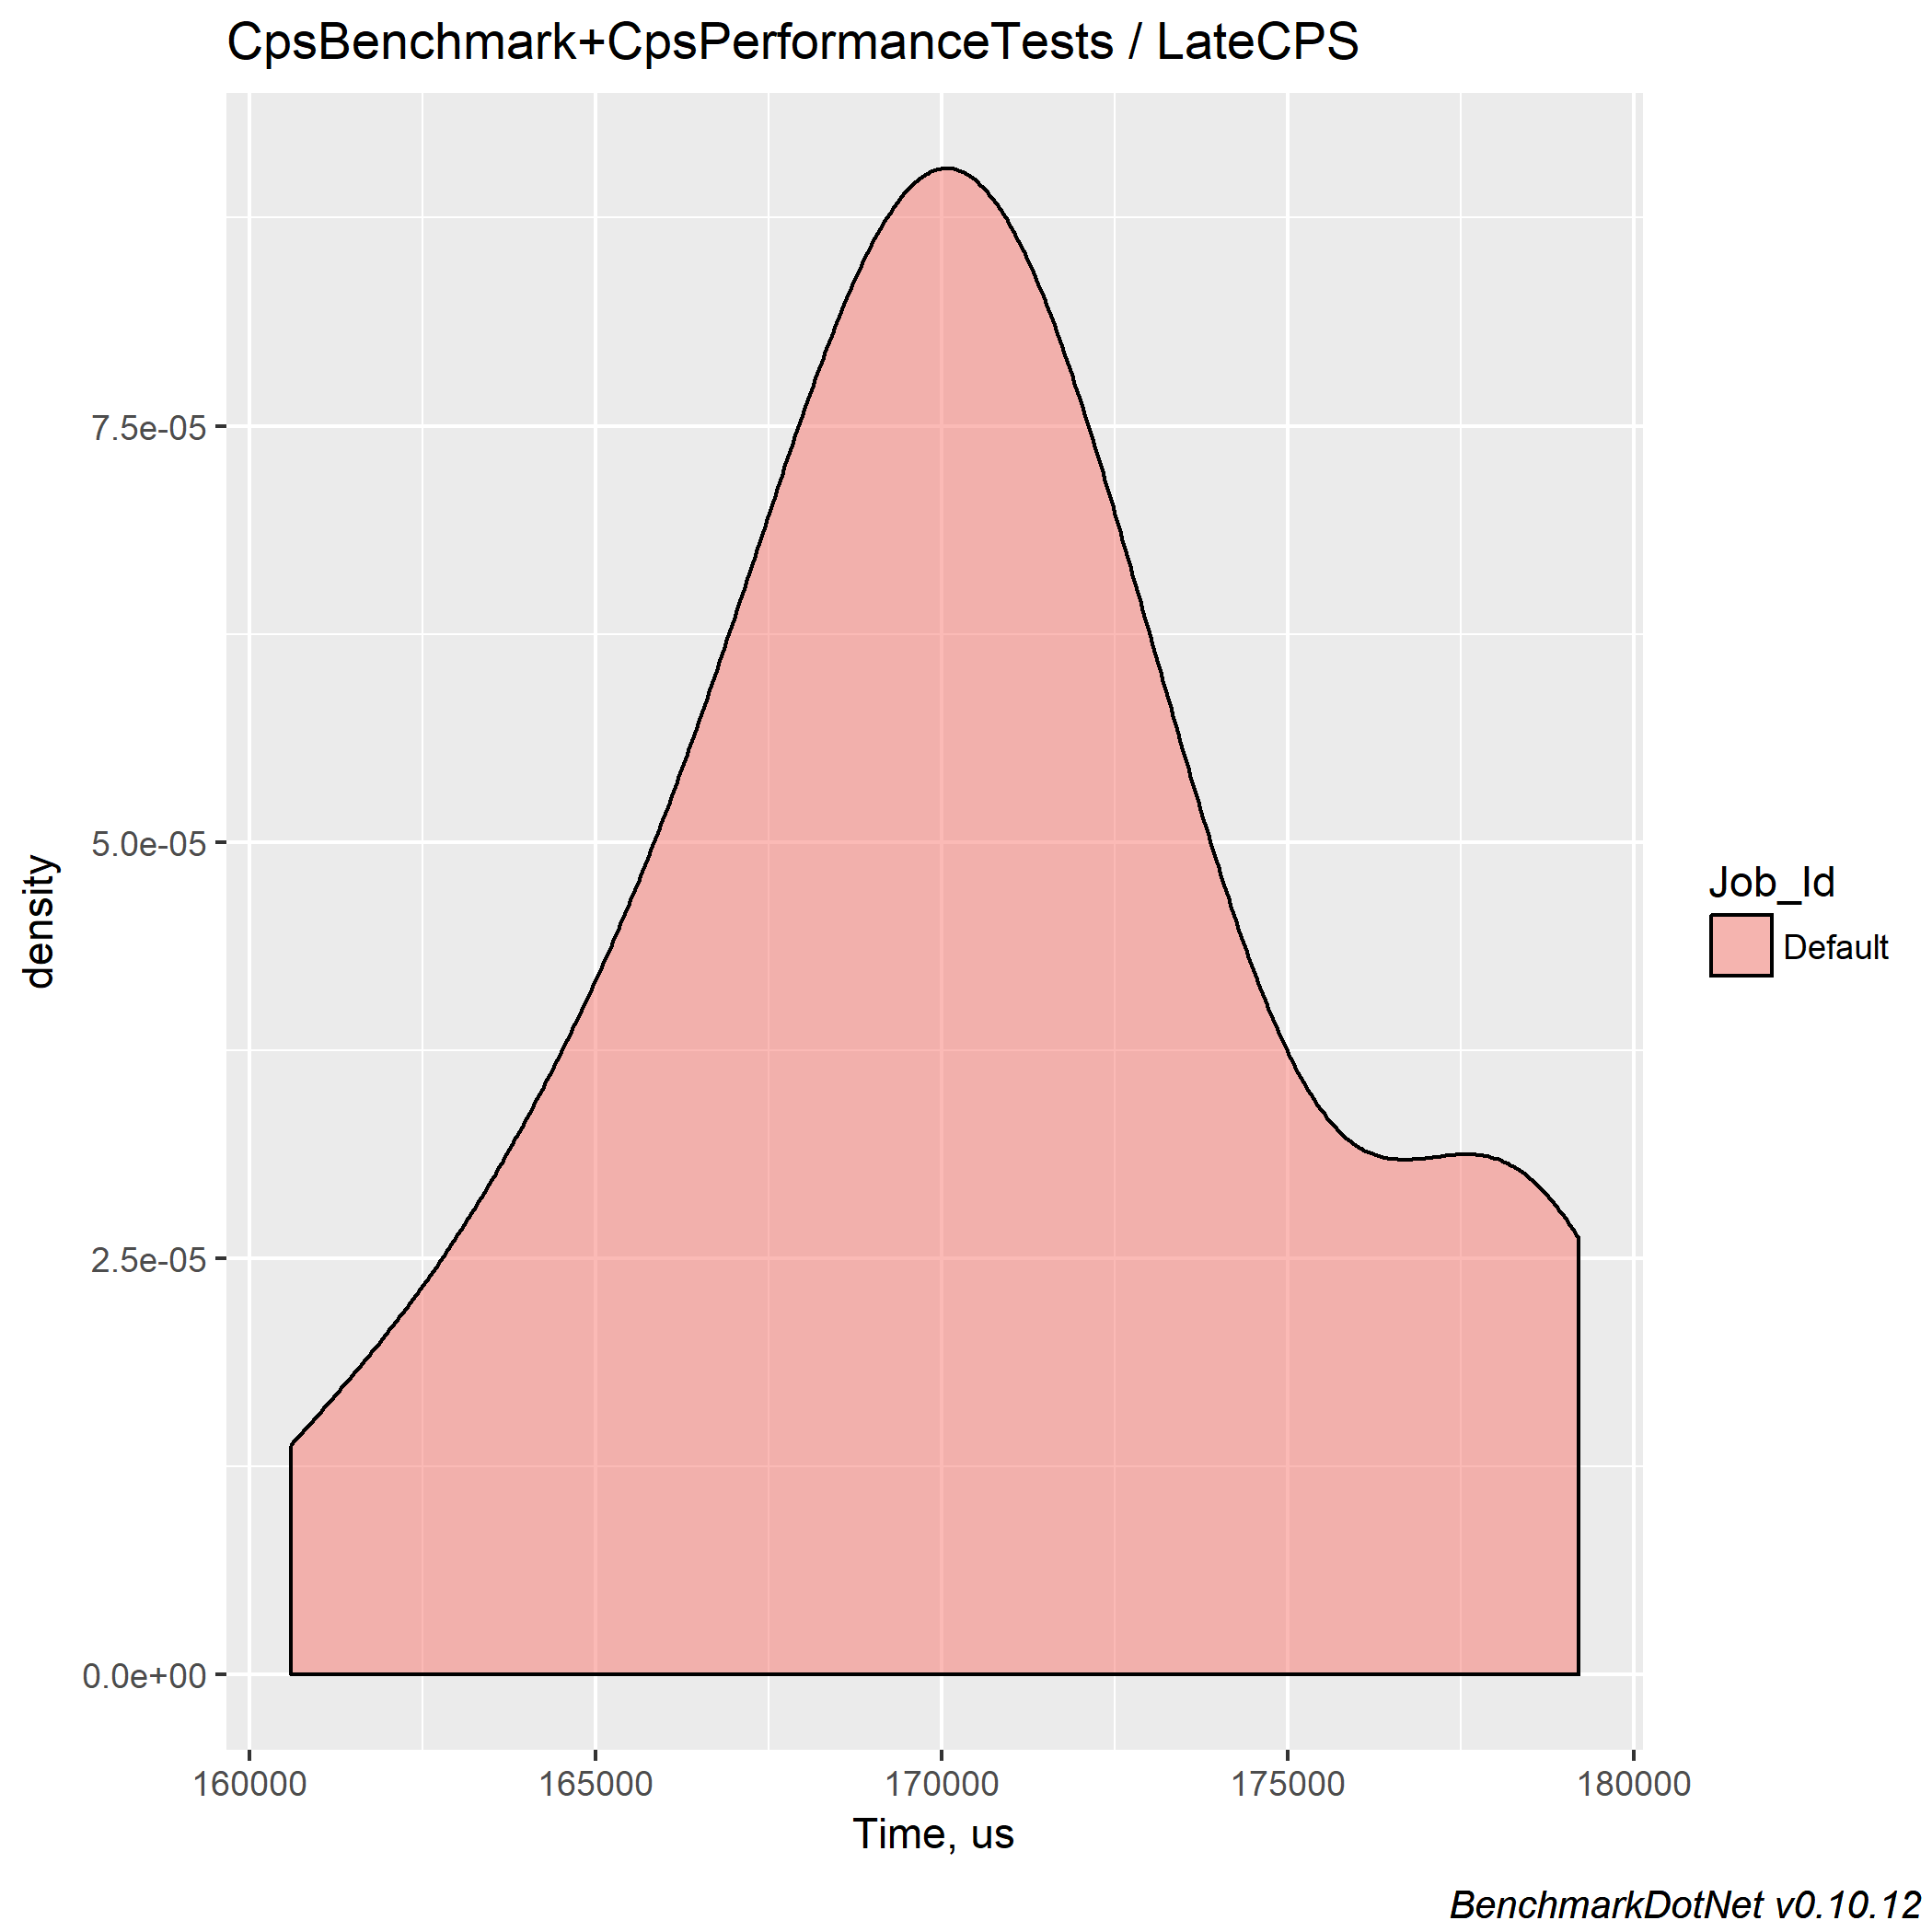 CpsBenchmark+CpsPerformanceTests / LateCPS
density
7.5e-05
5.0e-05
2.5e-05
0.0e+00
160000 165000 170000 175000 180000
Time, us
Job_Id
Default
BenchmarkDotNet v0.10.12